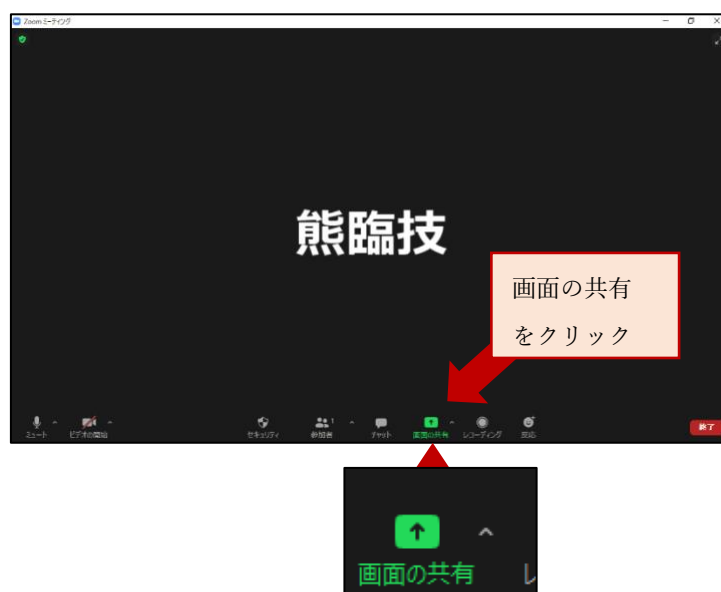 Zoomミーティング
熊臨技
画面の共有
をクリック
ミュート ビデオの開始 セキュリティ 参加者 1 チャット 画面の共有 レコーディング 反応 終了
画面の共有 レ